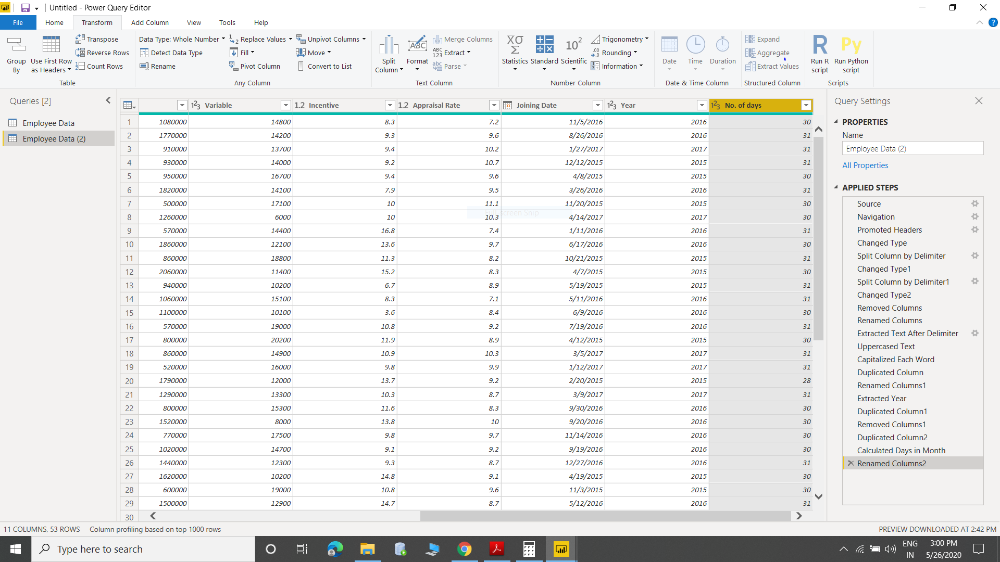 Untitled - Power Query Editor
File Home Transform Add Column View Tools Help
Group By
Use First Row as Headers
Transpose
Reverse Rows
Count Rows
Table
Data Type: Whole Number
Detect Data Type
Rename
Replace Values
Fill
Pivot Column
Unpivot Columns
Move
Convert to List
Any Column
Split Column
Format
Merge Columns
Extract
Parse
Text Column
Statistics
Standard
Scientific
Trigonometry
Rounding
Information
Number Column
Date
Time
Duration
Date & Time Column
Expand
Aggregate
Extract Values
Structured Column
Run R script
Run Python script
Scripts
Queries [2]
Employee Data
Employee Data (2)
Variable Incentive Appraisal Rate Joining Date Year No. of days
1 1080000 14800 8.3 7.2 11/5/2016 2016 30
2 1770000 14200 9.3 9.6 8/26/2016 2016 31
3 910000 13700 9.4 10.2 1/27/2017 2017 31
4 930000 14000 9.2 10.7 12/12/2015 2015 31
5 950000 16700 9.4 9.6 4/8/2015 2015 30
6 1820000 14100 7.9 9.5 3/26/2016 2016 31
7 500000 17100 10 11.1 11/20/2015 2015 30
8 1260000 6000 10 10.3 4/14/2017 2017 30
9 570000 14400 16.8 7.4 1/11/2016 2016 31
10 1860000 12100 13.6 9.7 6/17/2016 2016 30
11 860000 18800 11.3 8.2 10/21/2015 2015 31
12 2060000 11400 15.2 8.3 4/7/2015 2015 30
13 940000 10200 6.7 8.9 5/19/2015 2015 31
14 1060000 15100 8.3 7.1 5/11/2016 2016 31
15 1100000 10100 3.6 8.4 6/9/2016 2016 30
16 570000 19000 10.8 9.2 7/19/2016 2016 31
17 800000 20200 11.9 8.9 4/12/2015 2015 30
18 860000 14900 10.9 10.3 3/5/2017 2017 31
19 520000 16000 9.8 9.9 1/12/2017 2017 31
20 1790000 12000 13.7 9.2 2/20/2015 2015 28
21 1290000 13300 10.3 8.7 3/9/2017 2017 31
22 800000 15300 11.6 8.3 9/30/2016 2016 30
23 1520000 8000 13.8 10 9/20/2016 2016 30
24 770000 17500 9.8 9.7 11/14/2016 2016 30
25 1020000 14700 9.1 9.2 9/19/2016 2016 30
26 1440000 12300 9.3 8.7 12/27/2016 2016 31
27 1620000 10200 14.8 9.1 4/19/2015 2015 30
28 600000 19000 10.8 9.6 11/3/2015 2015 30
29 1500000 12900 14.7 8.7 5/12/2016 2016 31
30
Query Settings
PROPERTIES
Name
Employee Data (2)
All Properties
APPLIED STEPS
Source
Navigation
Promoted Headers
Changed Type
Split Column by Delimiter
Changed Type1
Split Column by Delimiter1
Changed Type2
Removed Columns
Renamed Columns
Extracted Text After Delimiter
Uppercased Text
Capitalized Each Word
Duplicated Column
Renamed Columns1
Extracted Year
Duplicated Column1
Removed Columns1
Duplicated Column2
Calculated Days in Month
Renamed Columns2
11 COLUMNS, 53 ROWS Column profiling based on top 1000 rows
PREVIEW DOWNLOADED AT 2:42 PM
Type here to search
ENG
IN
3:00 PM
5/26/2020